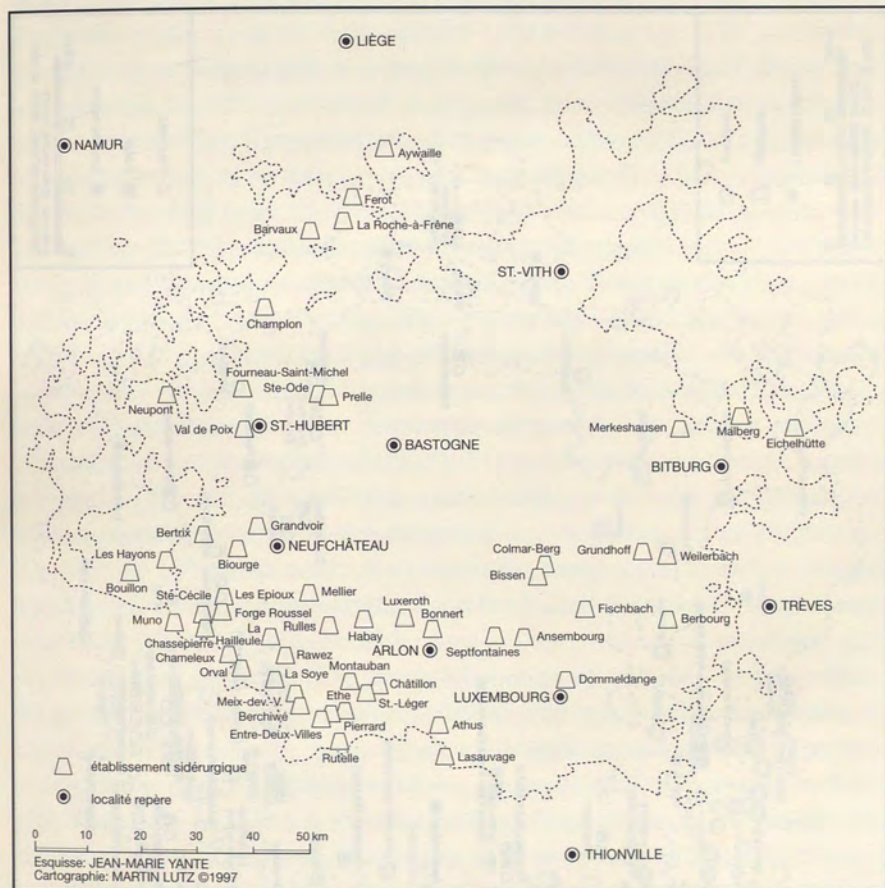 LIÈGE
NAMUR
Aywaille
Ferot
La Roche-à-Frêne
Barvaux
ST.-VITH
Champlon
Fourneau-Saint-Michel
Ste-Ode
Prelle
Neupont
Val de Poix
ST.-HUBERT
BASTOGNE
Merkeshausen
Malberg
Eichelhütte
BITBURG
Grandvoir
Bertrix
NEUFCHÂTEAU
Biourge
Les Hayons
Bouillon
Colmar-Berg
Grundhoff
Weilerbach
Bissen
Sté-Cécile
Les Epioux
Mellier
Luxeroth
Fischbach
TRÈVES
Muno
Forge Roussel
La
Rulles
Habay
Bonnert
Berbourg
Chassepierre
Hailleule
Ansembourg
ARLON
Septfontaines
Chameleux
Rawez
Orval
La Soye
Montauban
Châtillon
Dommeldange
LUXEMBOURG
Meix-dev.-V.
Ethe
St.-Léger
Berchiwé
Pierrard
Athus
Entre-Deux-Villes
Rutelle
Lasauvage
établissement sidérurgique
localité repère
0 10 20 30 40 50 km
Esquisse: JEAN-MARIE YANTE
Cartographie: MARTIN LUTZ ©1997
THIONVILLE